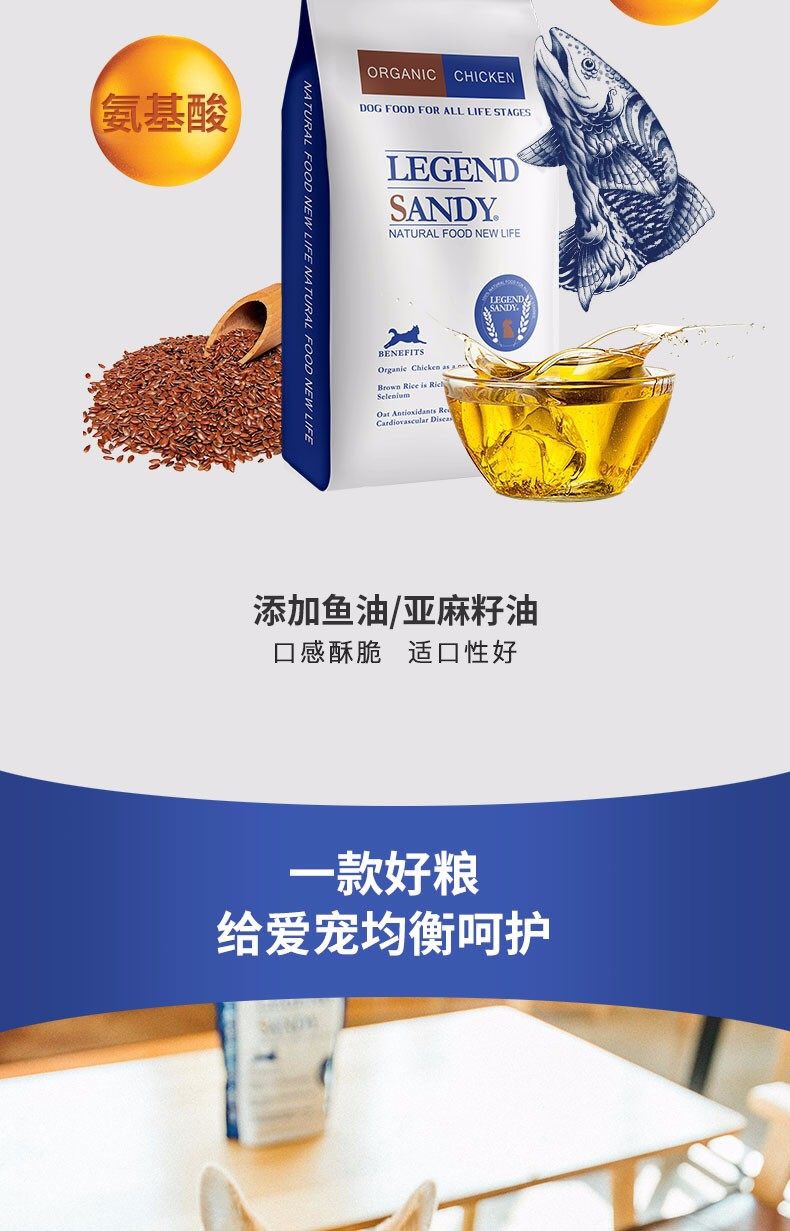 氨基酸
ORGANIC CHICKEN
DOG FOOD FOR ALL LIFE STAGES
NATURAL FOOD NEW LIFE NATURAL FOOD NEW LIFE
LEGEND
SANDY®
NATURAL FOOD NEW LIFE
LEGEND
SANDY
BENEFITS
Organic Chicken as a
Brown Rice is
Selenium
Oat Antioxidants
Cardiovascular
添加鱼油/亚麻籽油
口感酥脆 适口性好
一款好粮
给爱宠均衡呵护
SANDY